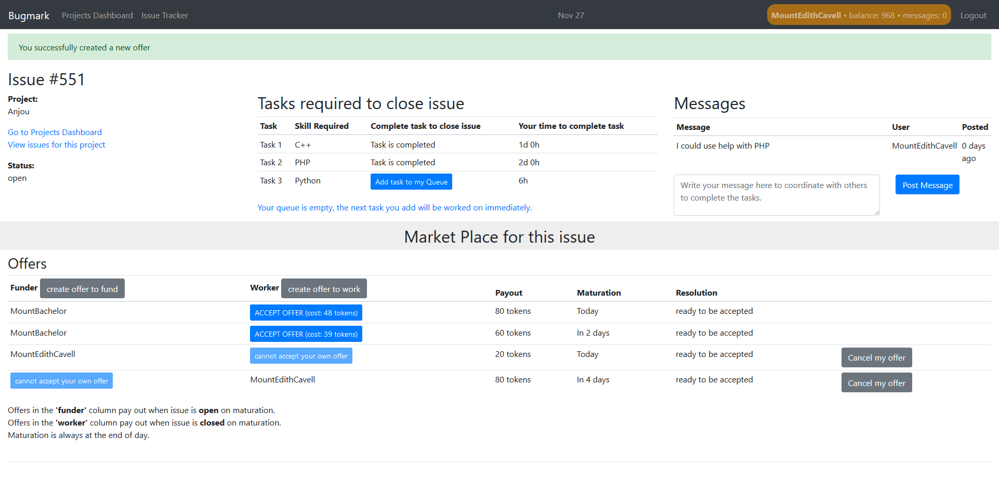 Bugmark Projects Dashboard Issue Tracker Nov 27 MountEdithCavell • balance: 968 • messages: 0 Logout
You successfully created a new offer
Issue #551
Project:
Anjou
Go to Projects Dashboard
View issues for this project
Status:
open
Tasks required to close issue
Task Skill Required Complete task to close issue Your time to complete task
Task 1 C++ Task is completed 1d 0h
Task 2 PHP Task is completed 2d 0h
Task 3 Python Add task to my Queue 6h
Your queue is empty, the next task you add will be worked on immediately.
Messages
Message User Posted
I could use help with PHP MountEdithCavell 0 days
ago
Write your message here to coordinate with others
to complete the tasks.
Post Message
Market Place for this issue
Offers
Funder create offer to fund Worker create offer to work Payout Maturation Resolution
MountBachelor ACCEPT OFFER (cost: 48 tokens) 80 tokens Today ready to be accepted
MountBachelor ACCEPT OFFER (cost: 39 tokens) 60 tokens In 2 days ready to be accepted
MountEdithCavell cannot accept your own offer 20 tokens Today ready to be accepted Cancel my offer
cannot accept your own offer MountEdithCavell 80 tokens In 4 days ready to be accepted Cancel my offer
Offers in the 'funder' column pay out when issue is open on maturation.
Offers in the 'worker' column pay out when issue is closed on maturation.
Maturation is always at the end of day.